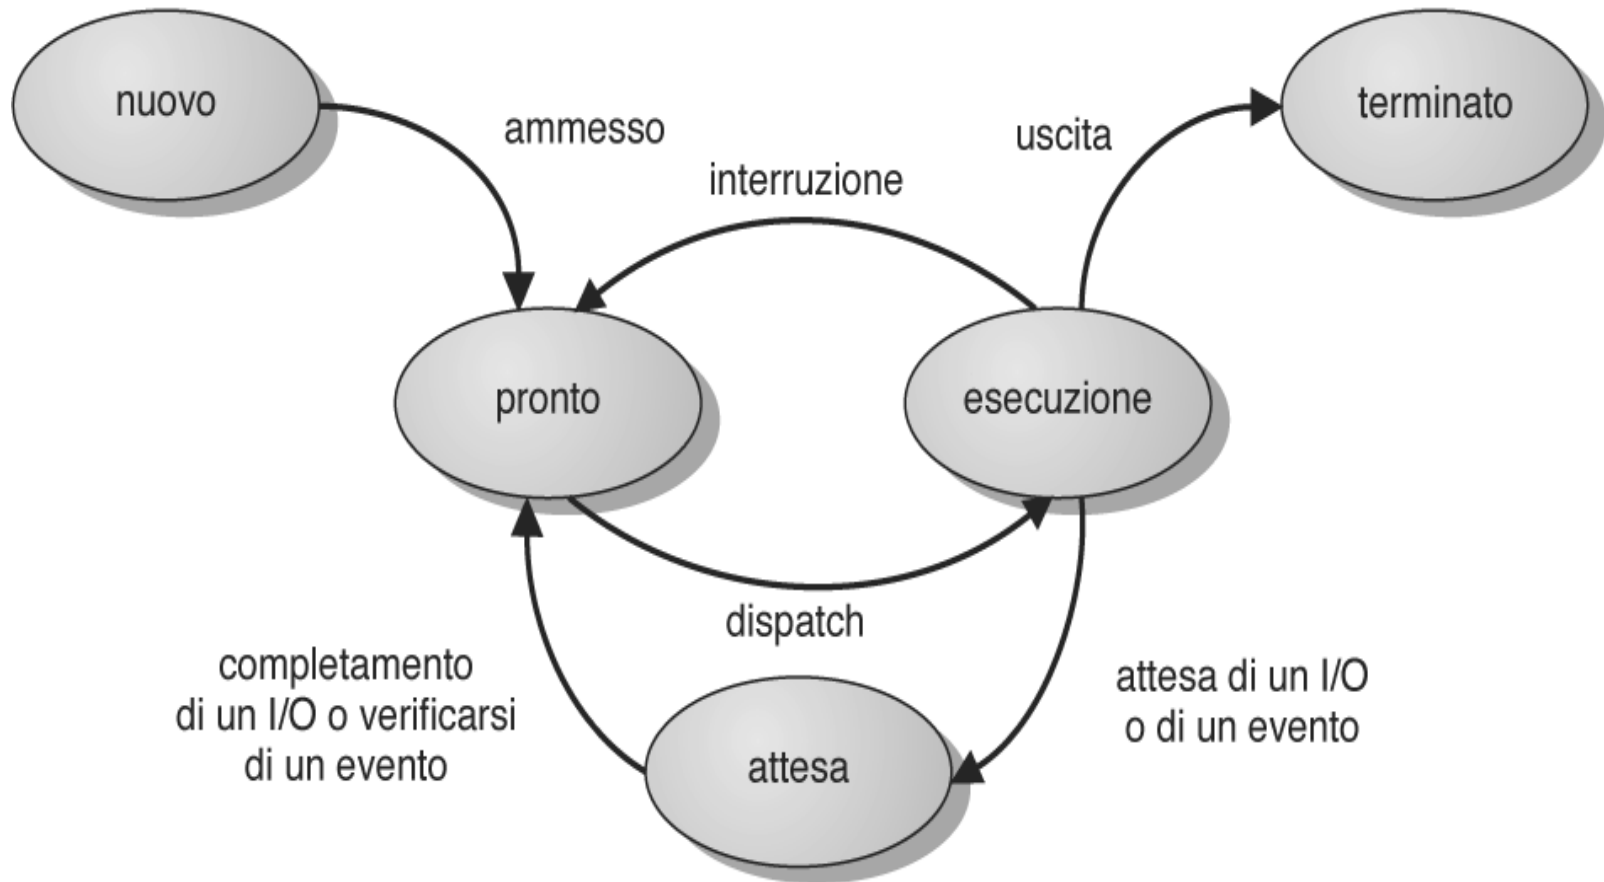 nuovo
terminato
ammesso
uscita
interruzione
pronto
esecuzione
dispatch
completamento
di un I/O o verificarsi
di un evento
attesa di un I/O
o di un evento
attesa